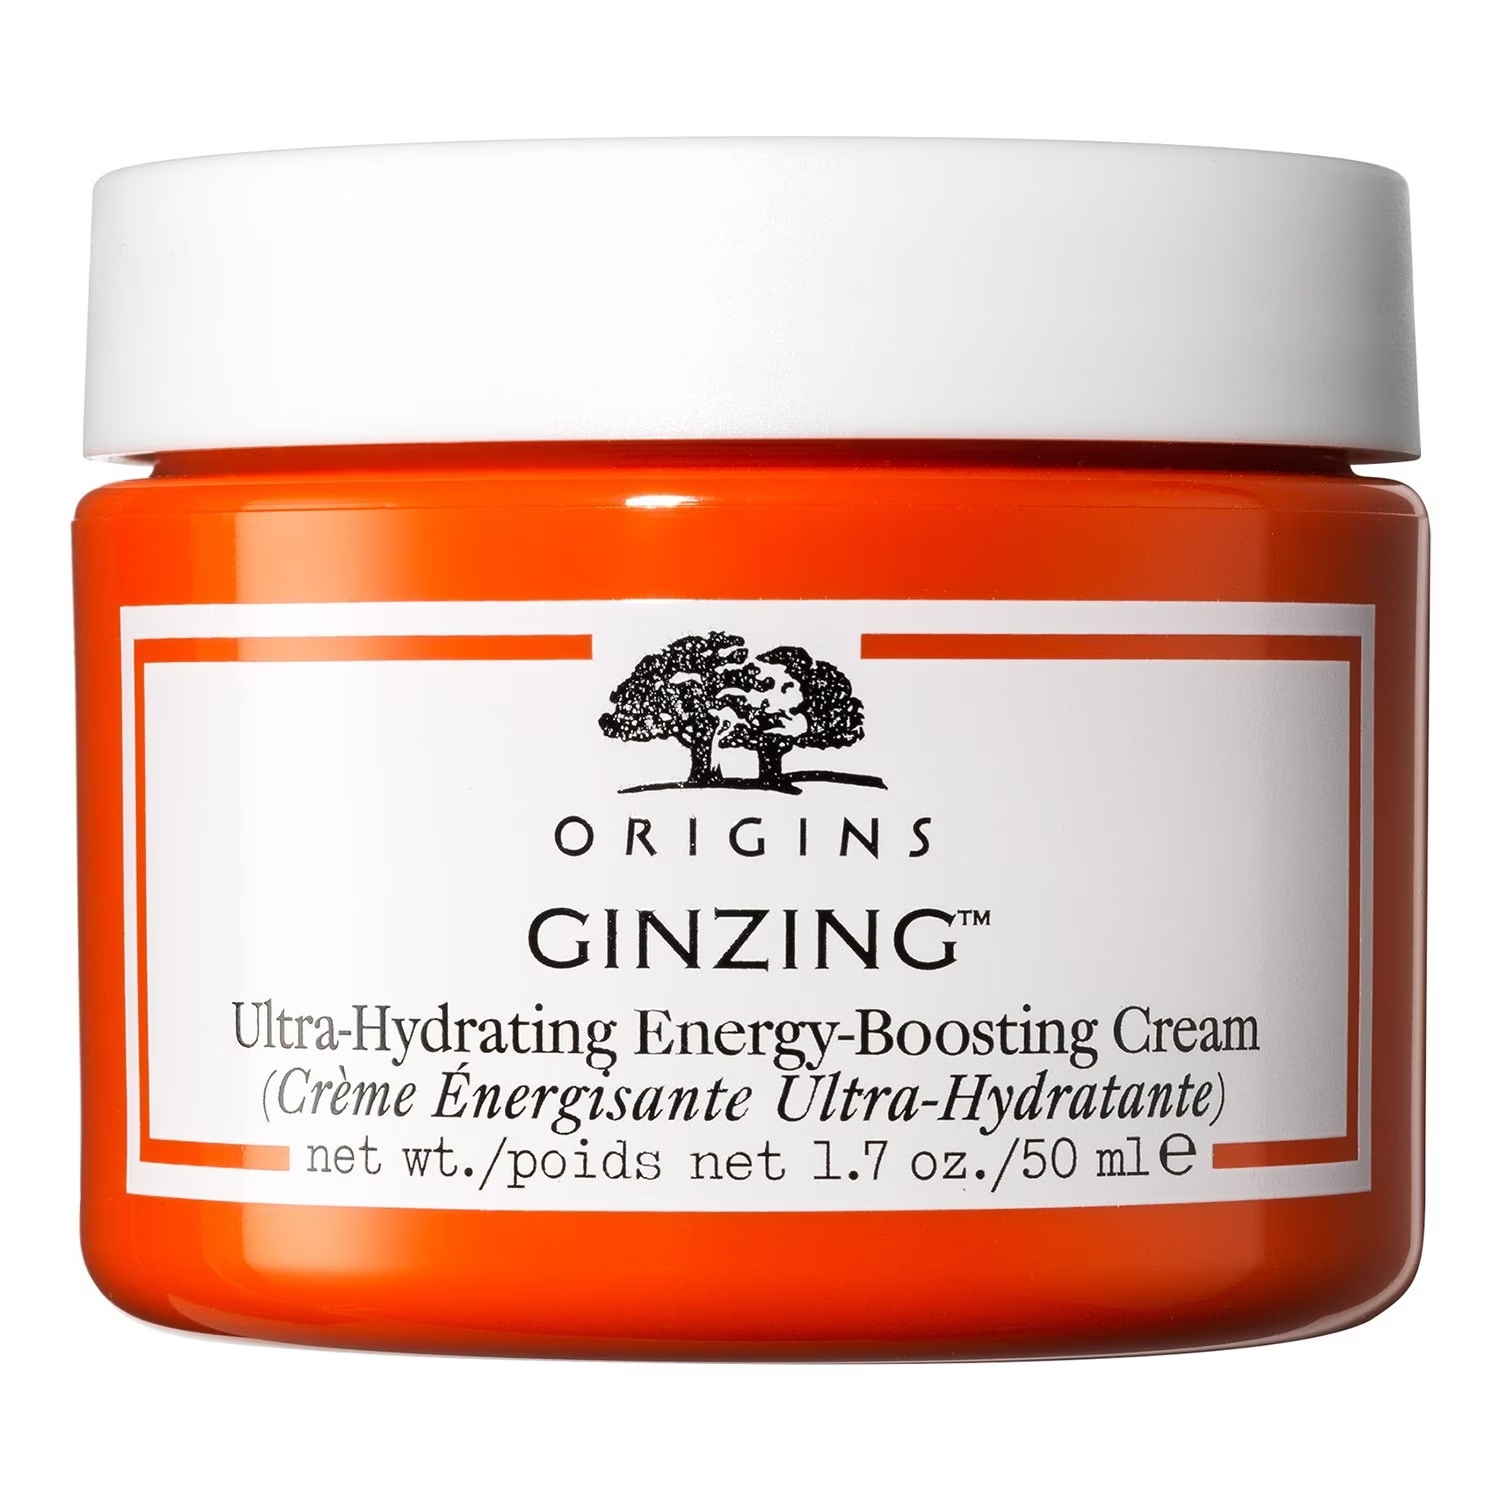 ORIGINS
GINZING™
Ultra-Hydrating Energy-Boosting Cream
(Crème Énergisante Ultra-Hydratante)
net wt./poids net 1.7 oz./50 ml ℮